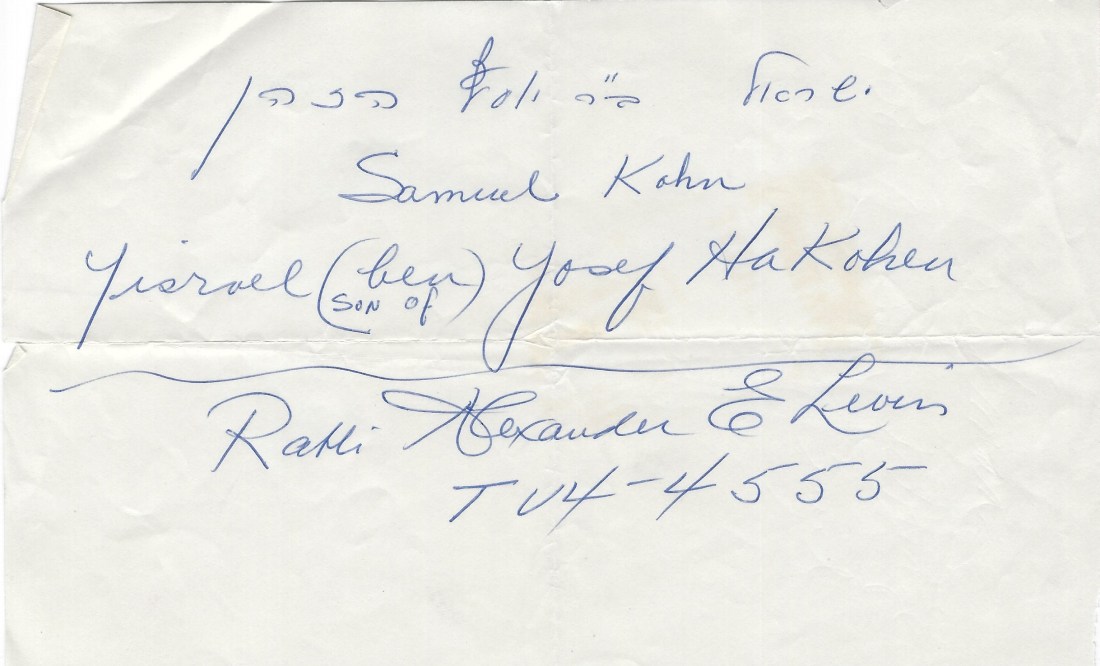 ישראל ב״ר יוסף הכהן
Samuel Kohn
Yisroel (ben) Yosef HaKohen
son of
Rabbi Alexander E Levin
TU4-4555